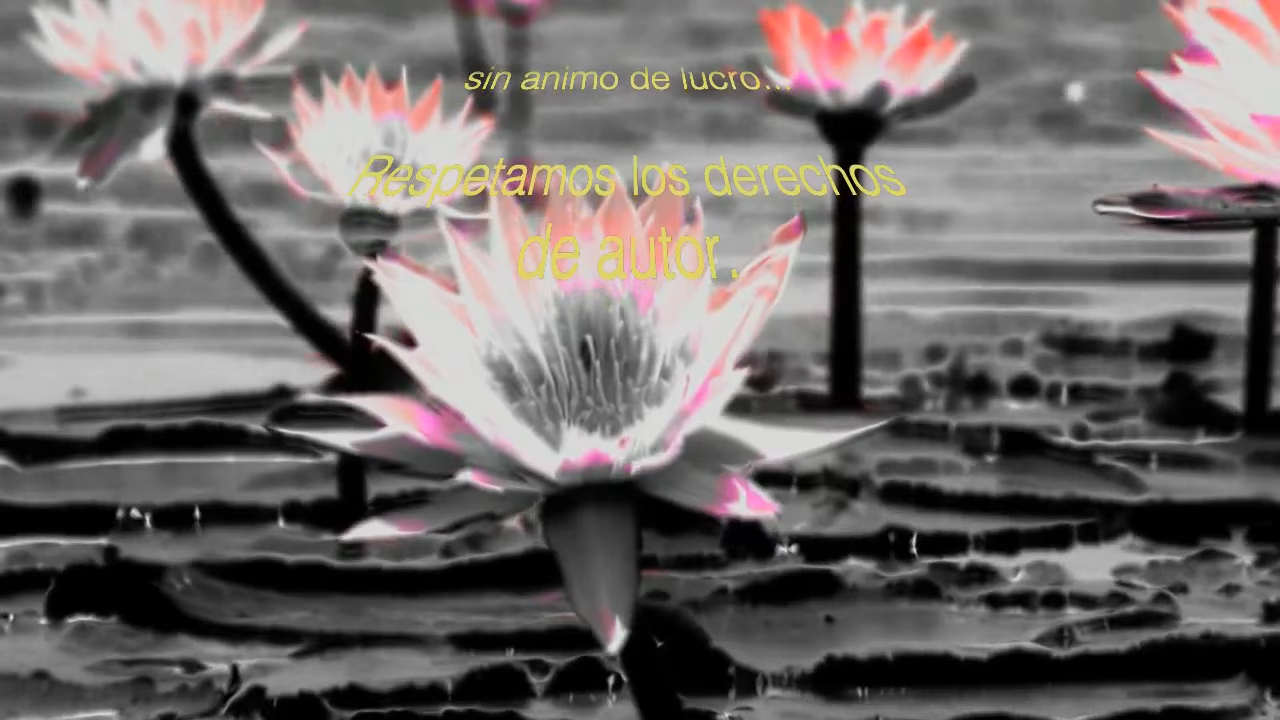 sin animo de lucro...
Respetamos los derechos
de autor.